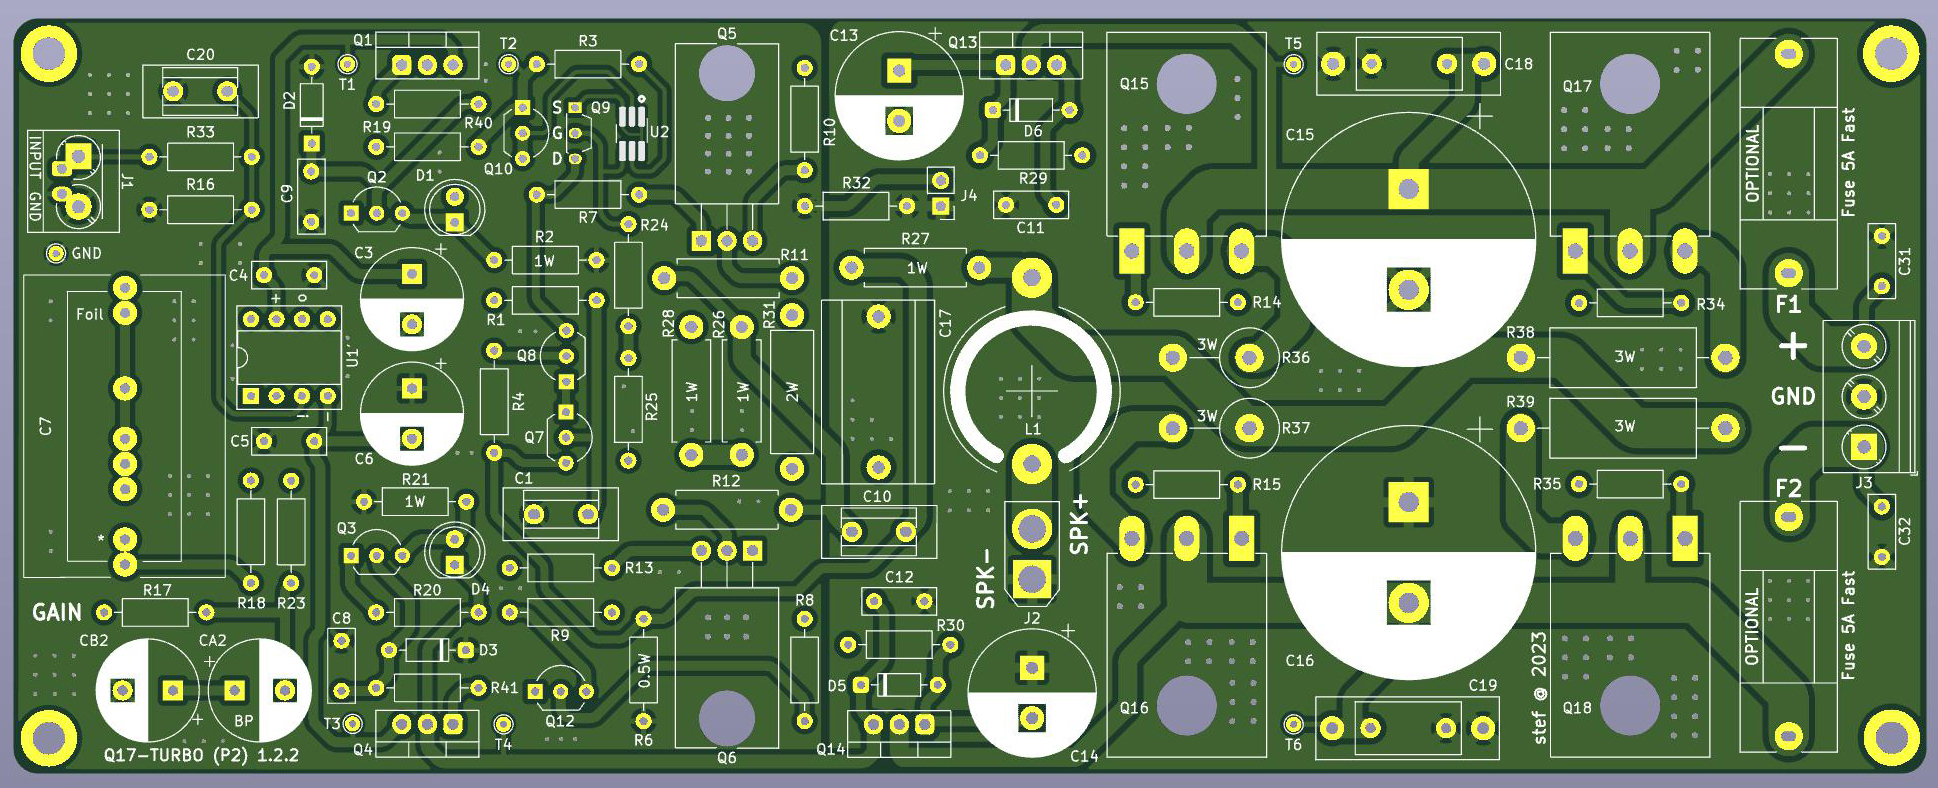 C20
R33
INPUT GND
J1
R16
GND
C4
Foil
C7
*
C5
R18
R23
R17
GAIN
CB2
CA2
BP
Q17-TURBO (P2) 1.2.2
D2
T1
Q1
R19
R40
C9
Q2
D1
C3
+
U1
C6
+
R21
1W
Q3
D4
R20
C8
D3
R41
T3
Q4
T2
R3
S
G
D
Q9
Q10
U2
R7
R24
R2
1W
R1
Q8
R4
Q7
R25
C1
R13
R9
0.5W
Q12
T4
R6
Q5
R10
R11
R28
R26
R31
1W
1W
2W
R12
R8
Q6
C13
+
Q13
D6
R29
R32
J4
C11
R27
1W
C17
L1
C10
SPK+
SPK-
C12
J2
R30
D5
Q14
C14
+
T5
C18
Q15
C15
+
R14
3W
R36
3W
R37
R15
C16
+
Q16
T6
C19
Q17
R34
R38
3W
R39
3W
R35
Q18
stef @ 2023
OPTIONAL
Fuse 5A Fast
C31
F1
+
GND
-
F2
J3
C32
OPTIONAL
Fuse 5A Fast